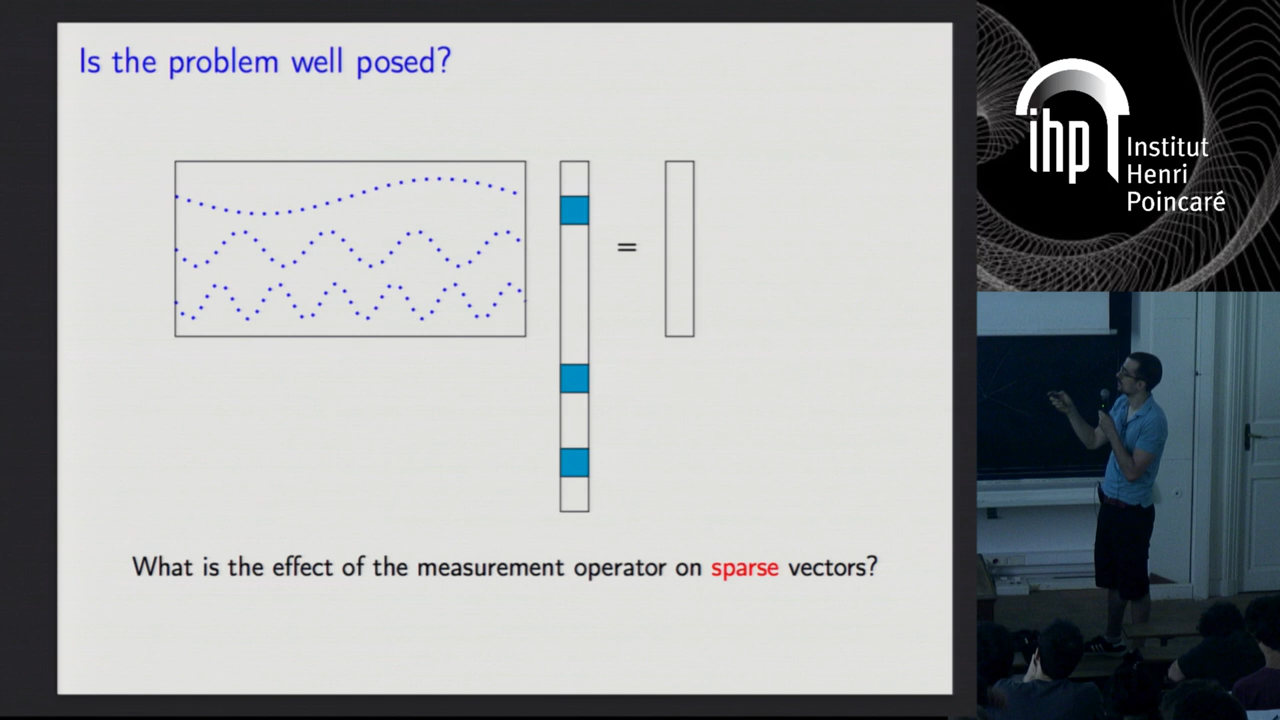 Is the problem well posed?
=
What is the effect of the measurement operator on sparse vectors?
ihp
Institut
Henri
Poincaré